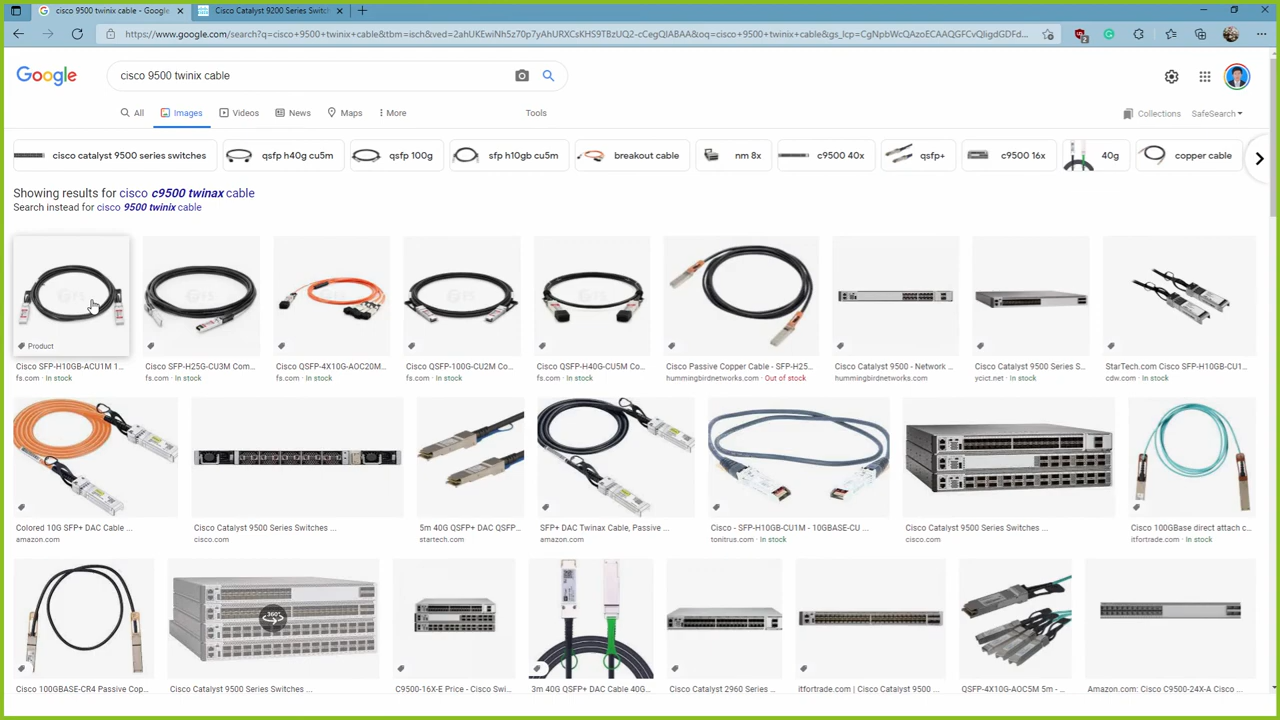 cisco 9500 twinix cable - Google
Cisco Catalyst 9200 Series Switch
https://www.google.com/search?q=cisco+9500+twinix+cable&tbm=isch&ved=2ahUKEwiNh5z70p7yAhURXCsKHS9TBzUQ2-cCegQIABAA&oq=cisco+9500+twinix+cable&gs_lcp=CgNpbWcQAzoECAAQGFCvQligdGDFd...
2
Google
cisco 9500 twinix cable
All
Images
Videos
News
Maps
More
Tools
Collections
SafeSearch
cisco catalyst 9500 series switches
qsfp h40g cu5m
qsfp 100g
sfp h10gb cu5m
breakout cable
nm 8x
c9500 40x
qsfp+
c9500 16x
40g
copper cable
Showing results for cisco c9500 twinax cable
Search instead for cisco 9500 twinix cable
Product
Cisco SFP-H10GB-ACU1M 1...
fs.com · In stock
Cisco SFP-H25G-CU3M Com...
fs.com · In stock
Cisco QSFP-4X10G-AOC20M...
fs.com · In stock
Cisco QSFP-100G-CU2M Co...
fs.com · In stock
Cisco QSFP-H40G-CU5M Co...
fs.com · In stock
Cisco Passive Copper Cable - SFP-H25...
hummingbirdnetworks.com · Out of stock
Cisco Catalyst 9500 - Network ...
hummingbirdnetworks.com
Cisco Catalyst 9500 Series S...
ycict.net · In stock
StarTech.com Cisco SFP-H10GB-CU1...
cdw.com · In stock
Colored 10G SFP+ DAC Cable ...
amazon.com
Cisco Catalyst 9500 Series Switches ...
cisco.com
5m 40G QSFP+ DAC QSFP...
startech.com
SFP+ DAC Twinax Cable, Passive ...
amazon.com
Cisco - SFP-H10GB-CU1M - 10GBASE-CU ...
tonitrus.com · In stock
Cisco Catalyst 9500 Series Switches ...
cisco.com
Cisco 100GBase direct attach c...
itfortrade.com · In stock
360°
Cisco 100GBASE-CR4 Passive Cop...
Cisco Catalyst 9500 Series Switches ...
C9500-16X-E Price - Cisco Swi...
3m 40G QSFP+ DAC Cable 40G...
Cisco Catalyst 2960 Series ...
itfortrade.com | Cisco Catalyst 9500 ...
QSFP-4X10G-AOC5M 5m - ...
Amazon.com: Cisco C9500-24X-A Cisco ...